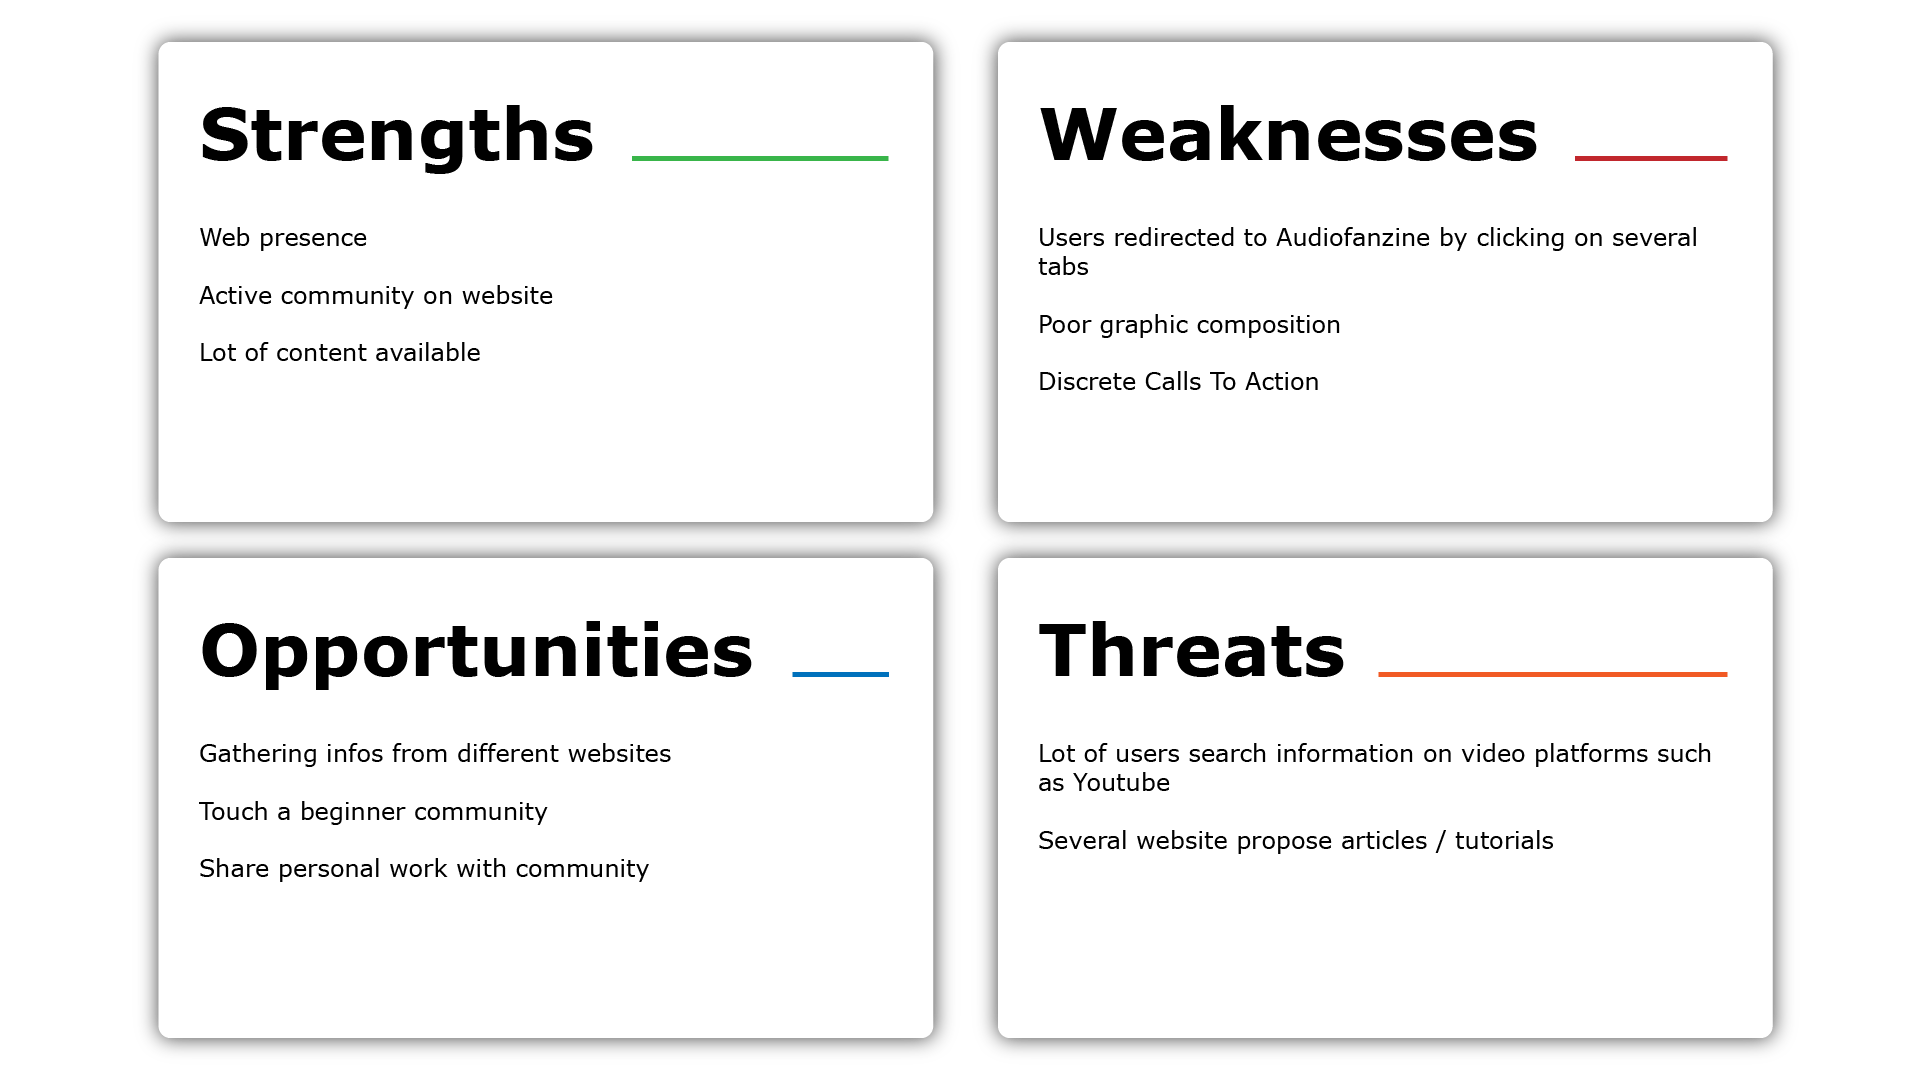 Strengths
Web presence
Active community on website
Lot of content available
Weaknesses
Users redirected to Audiofanzine by clicking on several
tabs
Poor graphic composition
Discrete Calls To Action
Opportunities
Gathering infos from different websites
Touch a beginner community
Share personal work with community
Threats
Lot of users search information on video platforms such
as Youtube
Several website propose articles / tutorials